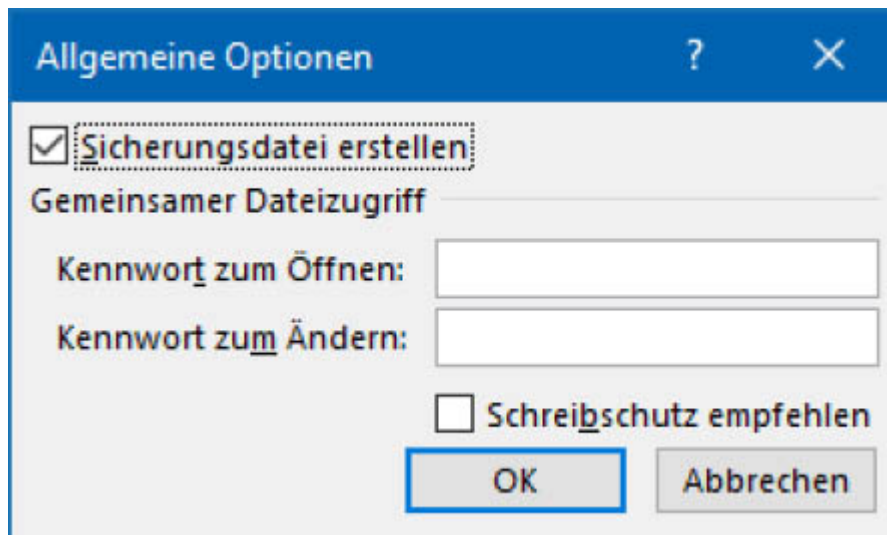 Allgemeine Optionen ?
Sicherungsdatei erstellen
Gemeinsamer Dateizugriff
Kennwort zum Öffnen:
Kennwort zum Ändern:
Schreibschutz empfehlen
OK Abbrechen